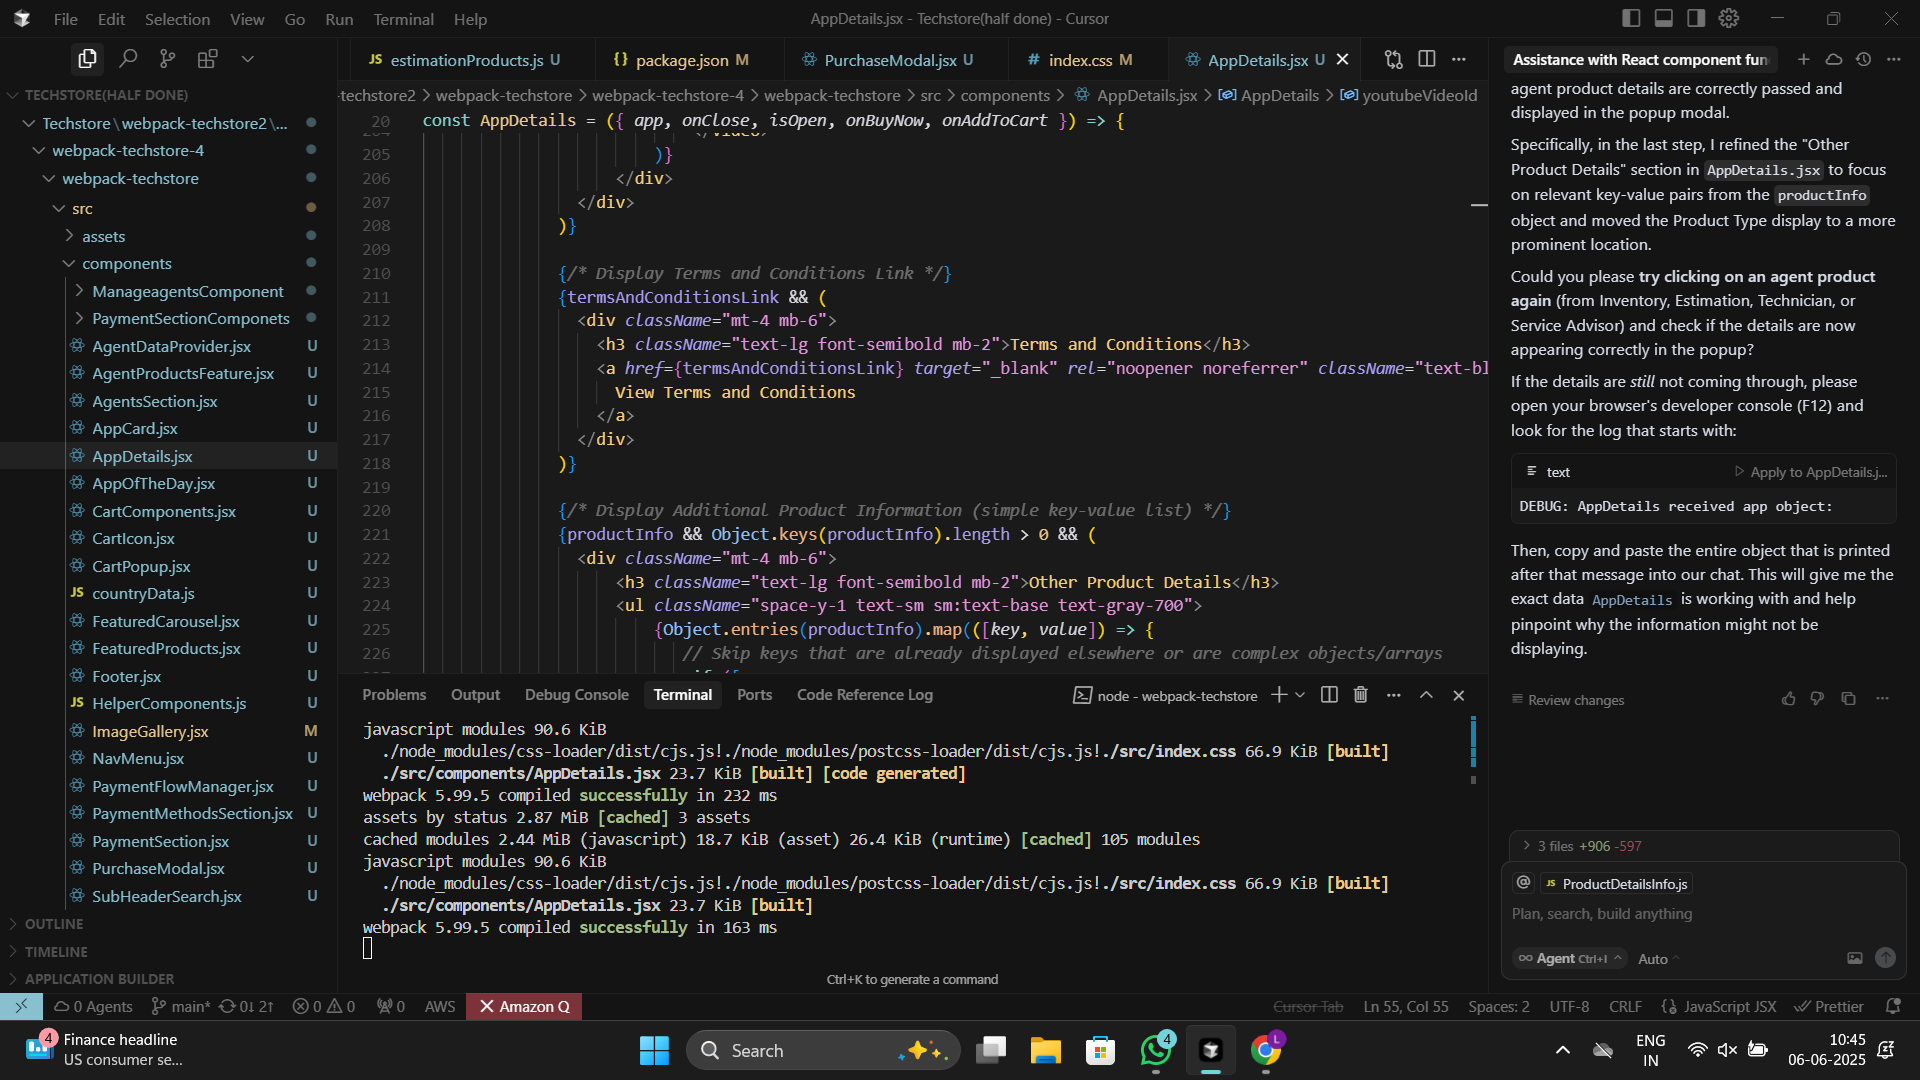 File Edit Selection View Go Run Terminal Help
AppDetails.jsx - Techstore(half done) - Cursor
TECHSTORE(HALF DONE)
Techstore\webpack-techstore2\...
webpack-techstore-4
webpack-techstore
src
assets
components
ManageagentsComponent
PaymentSectionComponets
AgentDataProvider.jsx U
AgentProductsFeature.jsx U
AgentsSection.jsx U
AppCard.jsx U
AppDetails.jsx U
AppOfTheDay.jsx U
CartComponents.jsx U
CartIcon.jsx U
CartPopup.jsx U
JS countryData.js U
FeaturedCarousel.jsx U
FeaturedProducts.jsx U
Footer.jsx U
JS HelperComponents.js U
ImageGallery.jsx M
NavMenu.jsx U
PaymentFlowManager.jsx U
PaymentMethodsSection.jsx U
PaymentSection.jsx U
PurchaseModal.jsx U
SubHeaderSearch.jsx U
OUTLINE
TIMELINE
APPLICATION BUILDER
JS estimationProducts.js U
{} package.json M
PurchaseModal.jsx U
# index.css M
AppDetails.jsx U
-techstore2 > webpack-techstore > webpack-techstore-4 > webpack-techstore > src > components > AppDetails.jsx > AppDetails > youtubeVideoId
20 const AppDetails = ({ app, onClose, isOpen, onBuyNow, onAddToCart }) => {
205 )}
206 </div>
207 </div>
208 )}
209
210 {/* Display Terms and Conditions Link */}
211 {termsAndConditionsLink && (
212 <div className="mt-4 mb-6">
213 <h3 className="text-lg font-semibold mb-2">Terms and Conditions</h3>
214 <a href={termsAndConditionsLink} target="_blank" rel="noopener noreferrer" className="text-bl
215 View Terms and Conditions
216 </a>
217 </div>
218 )}
219
220 {/* Display Additional Product Information (simple key-value list) */}
221 {productInfo && Object.keys(productInfo).length > 0 && (
222 <div className="mt-4 mb-6">
223 <h3 className="text-lg font-semibold mb-2">Other Product Details</h3>
224 <ul className="space-y-1 text-sm sm:text-base text-gray-700">
225 {Object.entries(productInfo).map(([key, value]) => {
226 // Skip keys that are already displayed elsewhere or are complex objects/arrays
Problems Output Debug Console Terminal Ports Code Reference Log
node - webpack-techstore
javascript modules 90.6 KiB
./node_modules/css-loader/dist/cjs.js!./node_modules/postcss-loader/dist/cjs.js!./src/index.css 66.9 KiB [built]
./src/components/AppDetails.jsx 23.7 KiB [built] [code generated]
webpack 5.99.5 compiled successfully in 232 ms
assets by status 2.87 MiB [cached] 3 assets
cached modules 2.44 MiB (javascript) 18.7 KiB (asset) 26.4 KiB (runtime) [cached] 105 modules
javascript modules 90.6 KiB
./node_modules/css-loader/dist/cjs.js!./node_modules/postcss-loader/dist/cjs.js!./src/index.css 66.9 KiB [built]
./src/components/AppDetails.jsx 23.7 KiB [built]
webpack 5.99.5 compiled successfully in 163 ms
Ctrl+K to generate a command
Assistance with React component fun
agent product details are correctly passed and
displayed in the popup modal.
Specifically, in the last step, I refined the "Other
Product Details" section in AppDetails.jsx to focus
on relevant key-value pairs from the productInfo
object and moved the Product Type display to a more
prominent location.
Could you please try clicking on an agent product
again (from Inventory, Estimation, Technician, or
Service Advisor) and check if the details are now
appearing correctly in the popup?
If the details are still not coming through, please
open your browser's developer console (F12) and
look for the log that starts with:
text
Apply to AppDetails.j...
DEBUG: AppDetails received app object:
Then, copy and paste the entire object that is printed
after that message into our chat. This will give me the
exact data AppDetails is working with and help
pinpoint why the information might not be
displaying.
Review changes
3 files +906 -597
@ JS ProductDetailsInfo.js
Plan, search, build anything
Agent Ctrl+I Auto
0 Agents main* 0↓ 2↑ 0 0 0 AWS Amazon Q
Cursor Tab Ln 55, Col 55 Spaces: 2 UTF-8 CRLF {} JavaScript JSX Prettier
4
Finance headline
US consumer se...
Search
4
L
ENG
IN
10:45
06-06-2025